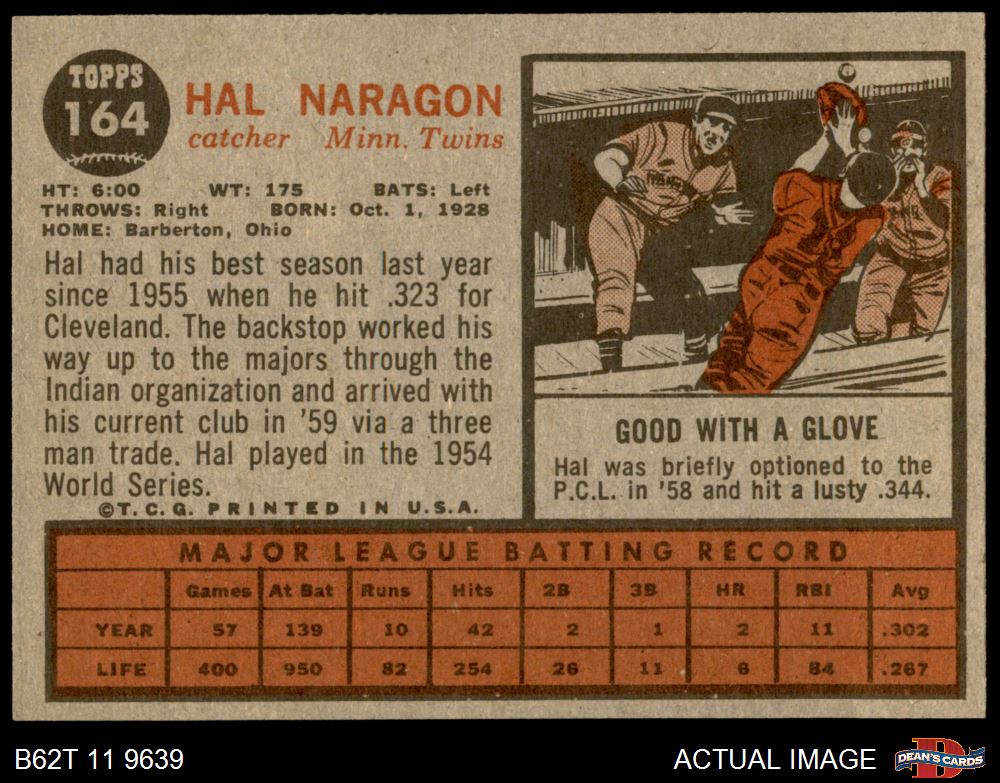 TOPPS
164
HAL NARAGON
catcher Minn. Twins
HT: 6:00 WT: 175 BATS: Left
THROWS: Right BORN: Oct. 1, 1928
HOME: Barberton, Ohio
Hal had his best season last year
since 1955 when he hit .323 for
Cleveland. The backstop worked his
way up to the majors through the
Indian organization and arrived with
his current club in '59 via a three
man trade. Hal played in the 1954
World Series.
©T.C.G. PRINTED IN U.S.A.
GOOD WITH A GLOVE
Hal was briefly optioned to the
P.C.L. in '58 and hit a lusty .344.
MAJOR LEAGUE BATTING RECORD
Games At Bat Runs Hits 2B 3B HR RBI Avg
YEAR 57 139 10 42 2 1 2 11 .302
LIFE 400 950 82 254 26 11 6 84 .267
B62T 11 9639
ACTUAL IMAGE
DEAN'S CARDS